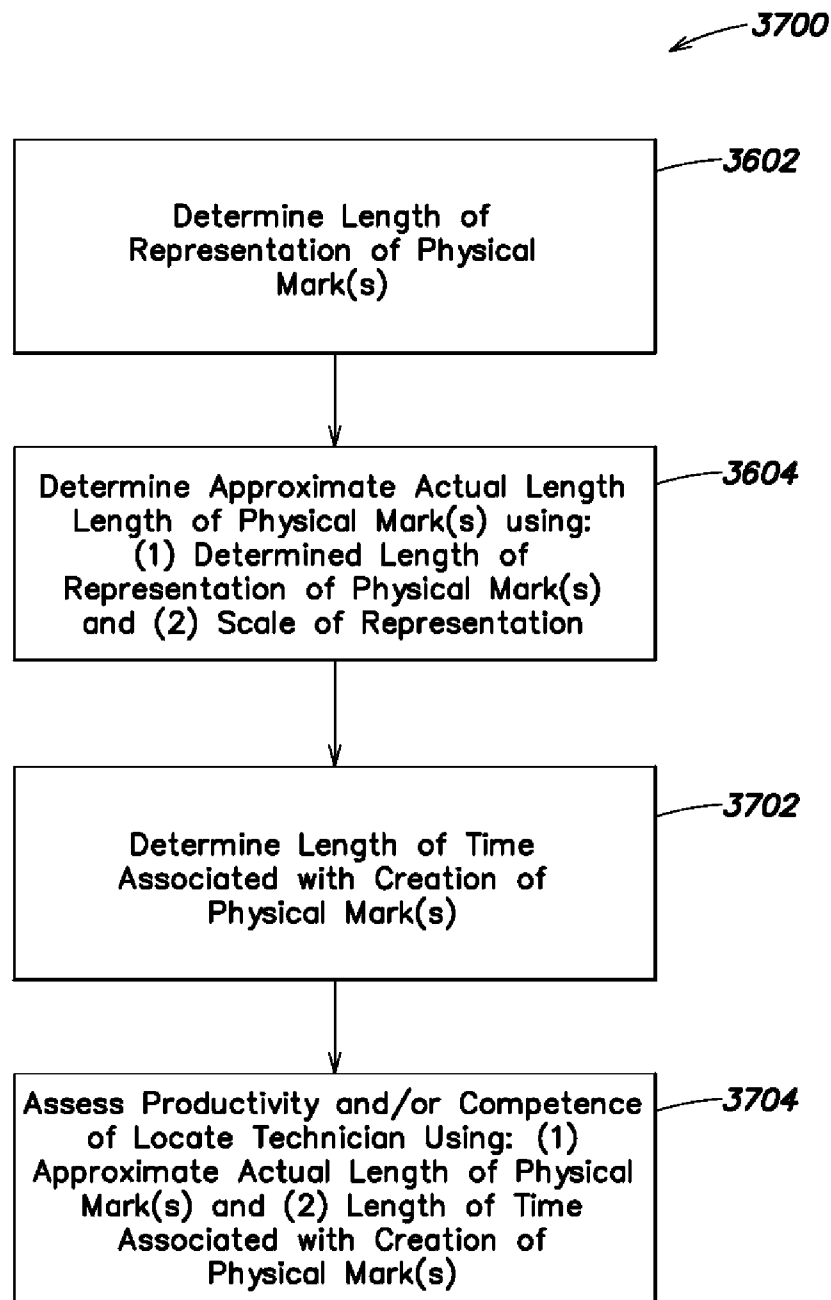 3700
3602
Determine Length of
Representation of Physical
Mark(s)
3604
Determine Approximate Actual Length
Length of Physical Mark(s) using:
(1) Determined Length of
Representation of Physical Mark(s)
and (2) Scale of Representation
3702
Determine Length of Time
Associated with Creation of
Physical Mark(s)
3704
Assess Productivity and/or Competence
of Locate Technician Using: (1)
Approximate Actual Length of Physical
Mark(s) and (2) Length of Time
Associated with Creation of
Physical Mark(s)